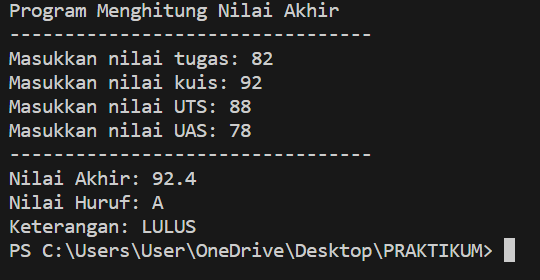 Program Menghitung Nilai Akhir
---------------------------------
Masukkan nilai tugas: 82
Masukkan nilai kuis: 92
Masukkan nilai UTS: 88
Masukkan nilai UAS: 78
---------------------------------
Nilai Akhir: 92.4
Nilai Huruf: A
Keterangan: LULUS
PS C:\Users\User\OneDrive\Desktop\PRAKTIKUM>